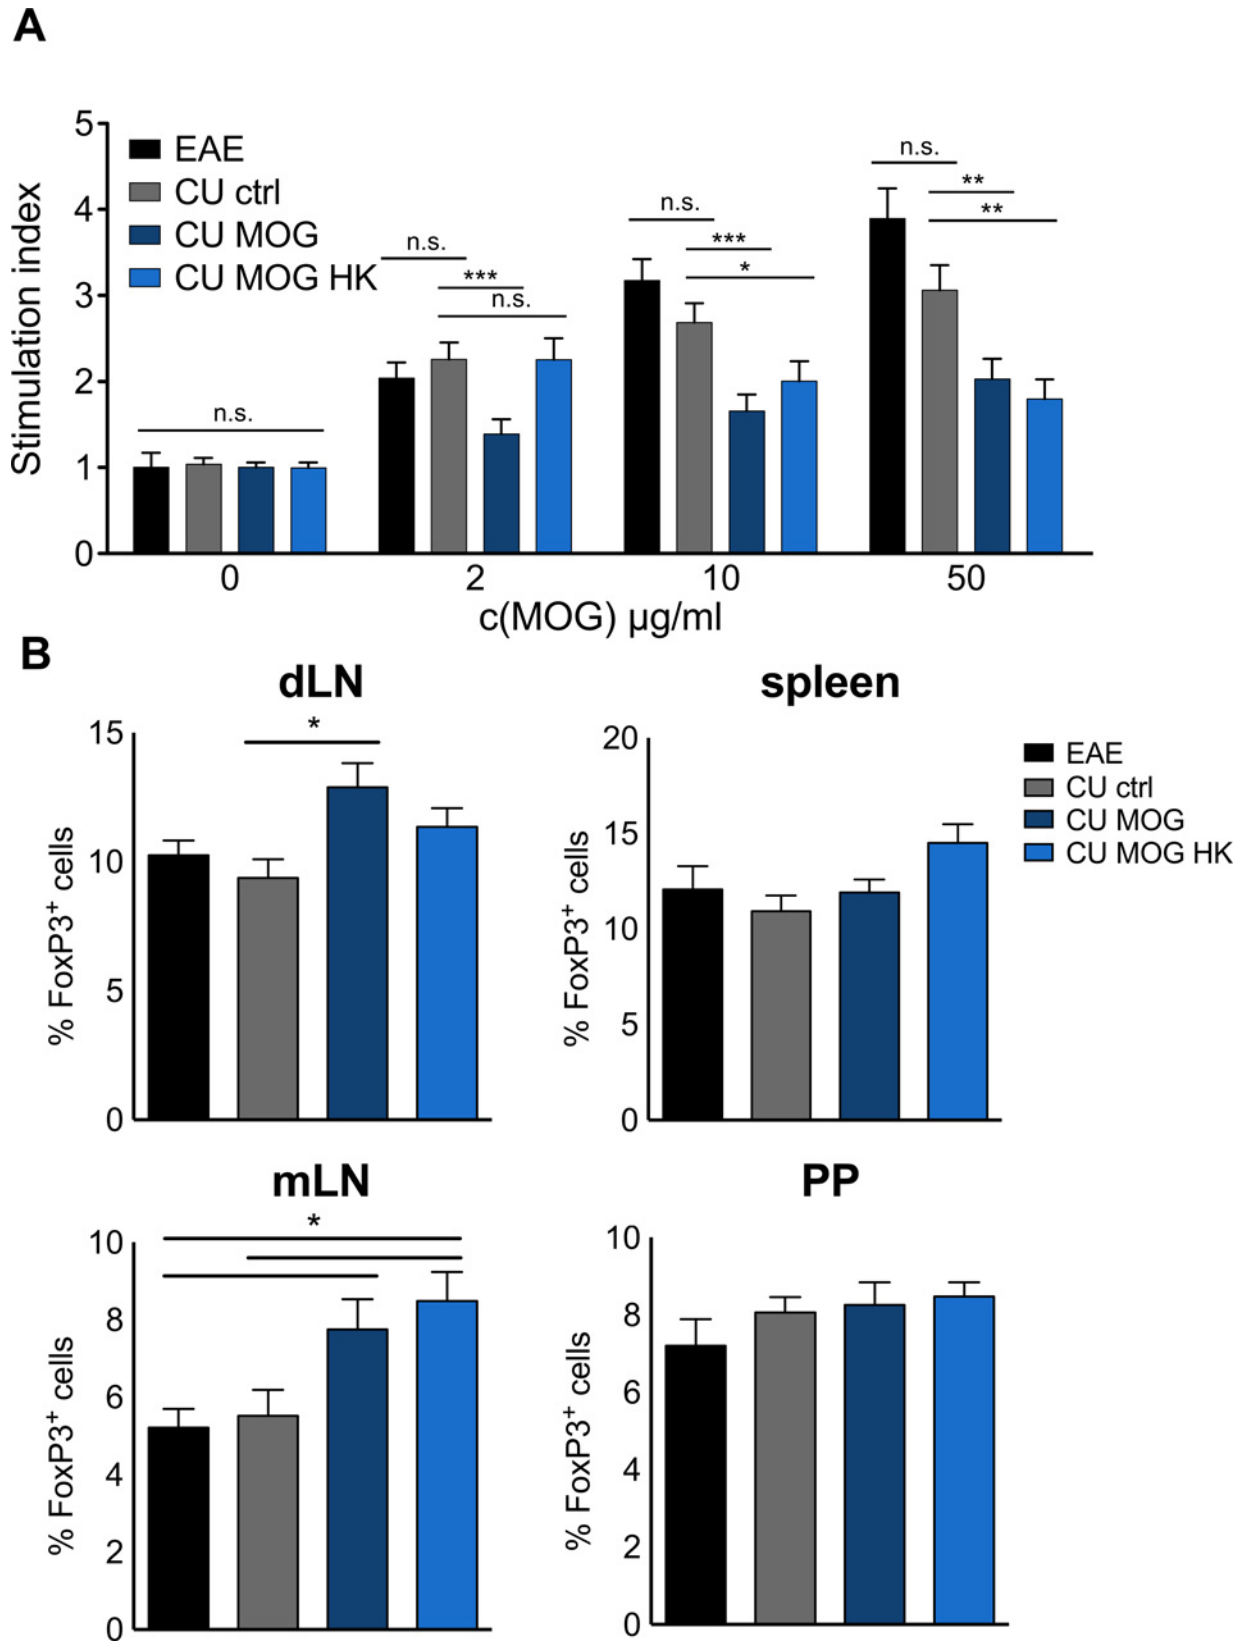 A
Stimulation index
5
4
3
2
1
0
EAE
CU ctrl
CU MOG
CU MOG HK
n.s.
n.s.
***
n.s.
n.s.
***
*
n.s.
**
**
0 2 10 50
c(MOG) µg/ml
B
dLN
% FoxP3⁺ cells
15
10
5
0
*
spleen
% FoxP3⁺ cells
20
15
10
5
0
EAE
CU ctrl
CU MOG
CU MOG HK
mLN
% FoxP3⁺ cells
10
8
6
4
2
0
*
PP
% FoxP3⁺ cells
10
8
6
4
2
0